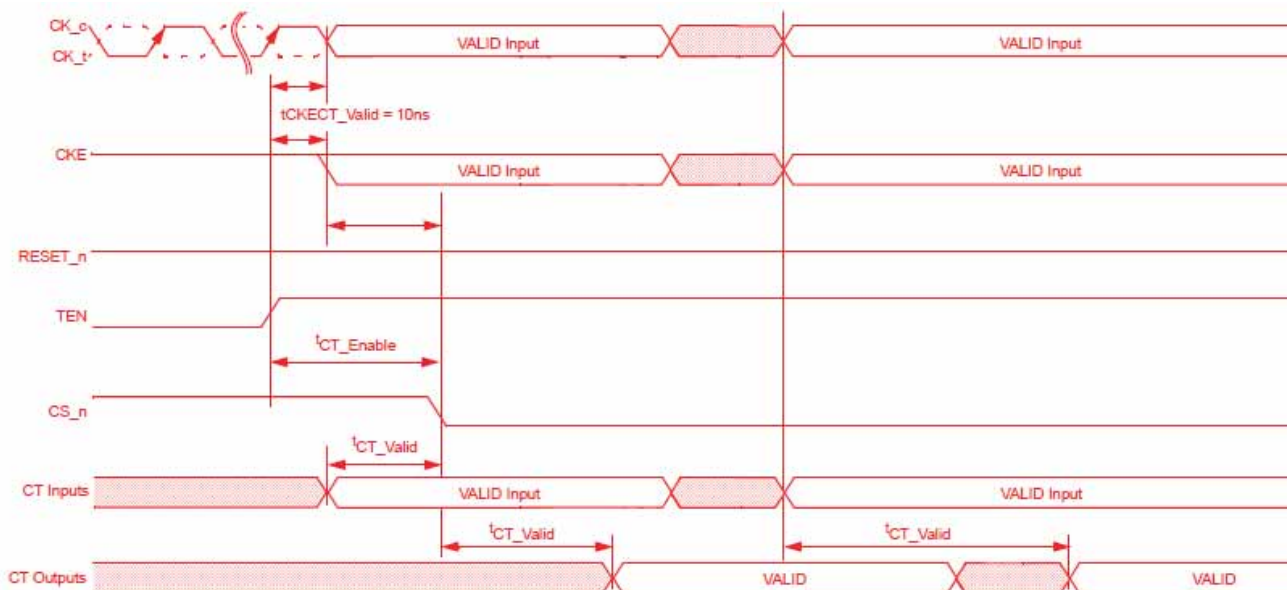 CK_c
VALID Input
VALID Input
CK_t
tCKECT_Valid = 10ns
CKE
VALID Input
VALID Input
RESET_n
TEN
tCT_Enable
CS_n
tCT_Valid
CT Inputs
VALID Input
VALID Input
tCT_Valid
tCT_Valid
CT Outputs
VALID
VALID